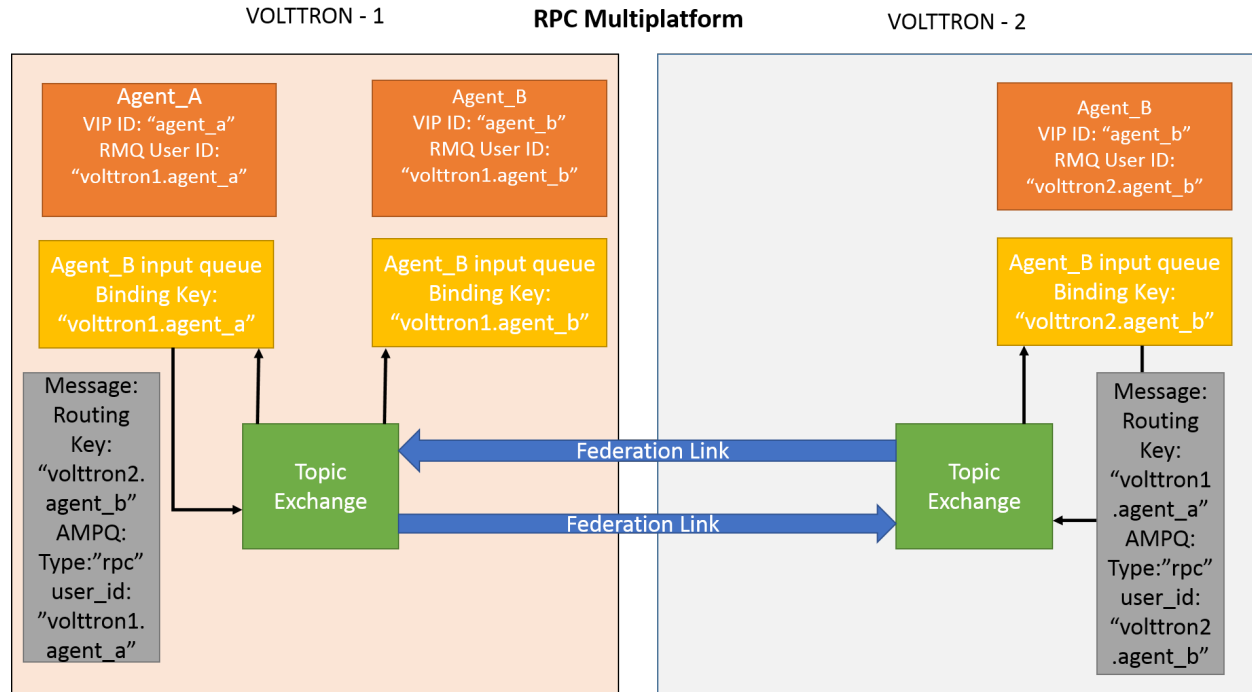 VOLTTRON - 1
RPC Multiplatform
VOLTTRON - 2
Agent_A
VIP ID: “agent_a”
RMQ User ID:
“volttron1.agent_a”
Agent_B
VIP ID: “agent_b”
RMQ User ID:
“volttron1.agent_b”
Agent_B
VIP ID: “agent_b”
RMQ User ID:
“volttron2.agent_b”
Agent_B input queue
Binding Key:
“volttron1.agent_a”
Agent_B input queue
Binding Key:
“volttron1.agent_b”
Agent_B input queue
Binding Key:
“volttron2.agent_b”
Message:
Routing
Key:
“volttron2.
agent_b”
AMPQ:
Type:”rpc”
user_id:
”volttron1.
agent_a”
Topic
Exchange
Federation Link
Federation Link
Topic
Exchange
Message:
Routing
Key:
“volttron1
.agent_a”
AMPQ:
Type:”rpc”
user_id:
“volttron2
.agent_b”